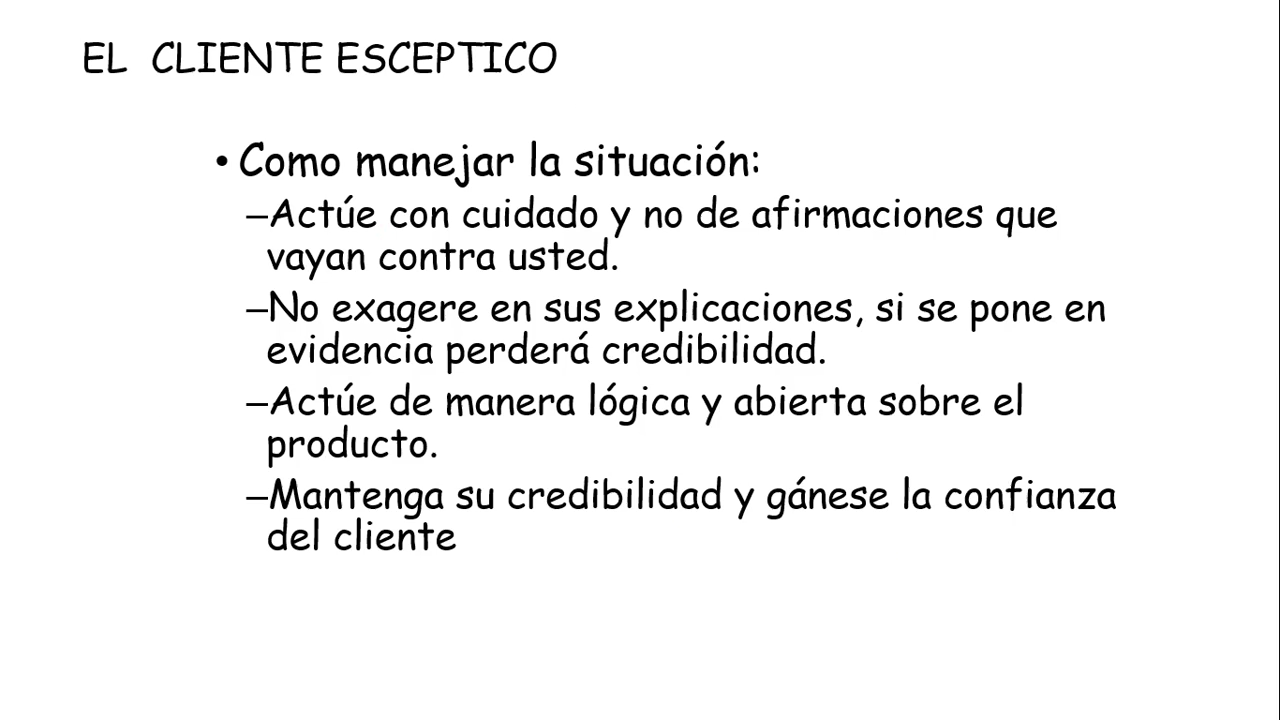 EL  CLIENTE ESCEPTICO
• Como manejar la situación:
–Actúe con cuidado y no de afirmaciones que
vayan contra usted.
–No exagere en sus explicaciones, si se pone en
evidencia perderá credibilidad.
–Actúe de manera lógica y abierta sobre el
producto.
–Mantenga su credibilidad y gánese la confianza
del cliente